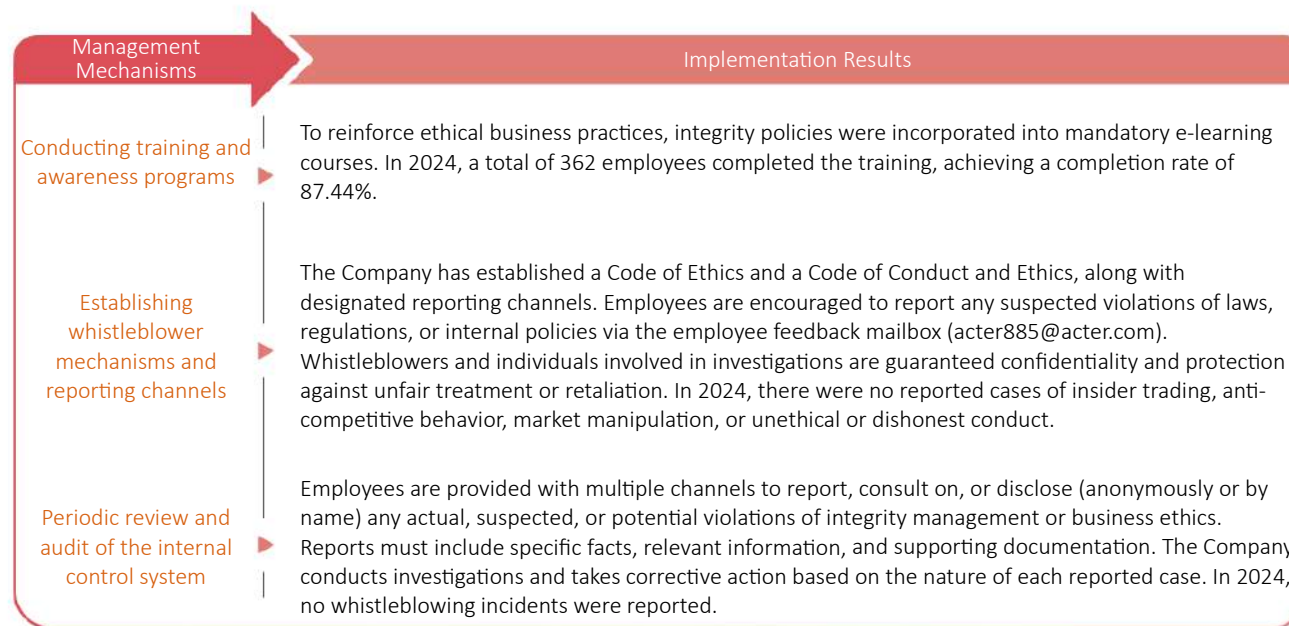 Management
Mechanisms
Implementation Results
Conducting training and
awareness programs
To reinforce ethical business practices, integrity policies were incorporated into mandatory e-learning
courses. In 2024, a total of 362 employees completed the training, achieving a completion rate of
87.44%.
Establishing
whistleblower
mechanisms and
reporting channels
The Company has established a Code of Ethics and a Code of Conduct and Ethics, along with
designated reporting channels. Employees are encouraged to report any suspected violations of laws,
regulations, or internal policies via the employee feedback mailbox (acter885@acter.com).
Whistleblowers and individuals involved in investigations are guaranteed confidentiality and protection
against unfair treatment or retaliation. In 2024, there were no reported cases of insider trading, anti-
competitive behavior, market manipulation, or unethical or dishonest conduct.
Periodic review and
audit of the internal
control system
Employees are provided with multiple channels to report, consult on, or disclose (anonymously or by
name) any actual, suspected, or potential violations of integrity management or business ethics.
Reports must include specific facts, relevant information, and supporting documentation. The Company
conducts investigations and takes corrective action based on the nature of each reported case. In 2024,
no whistleblowing incidents were reported.